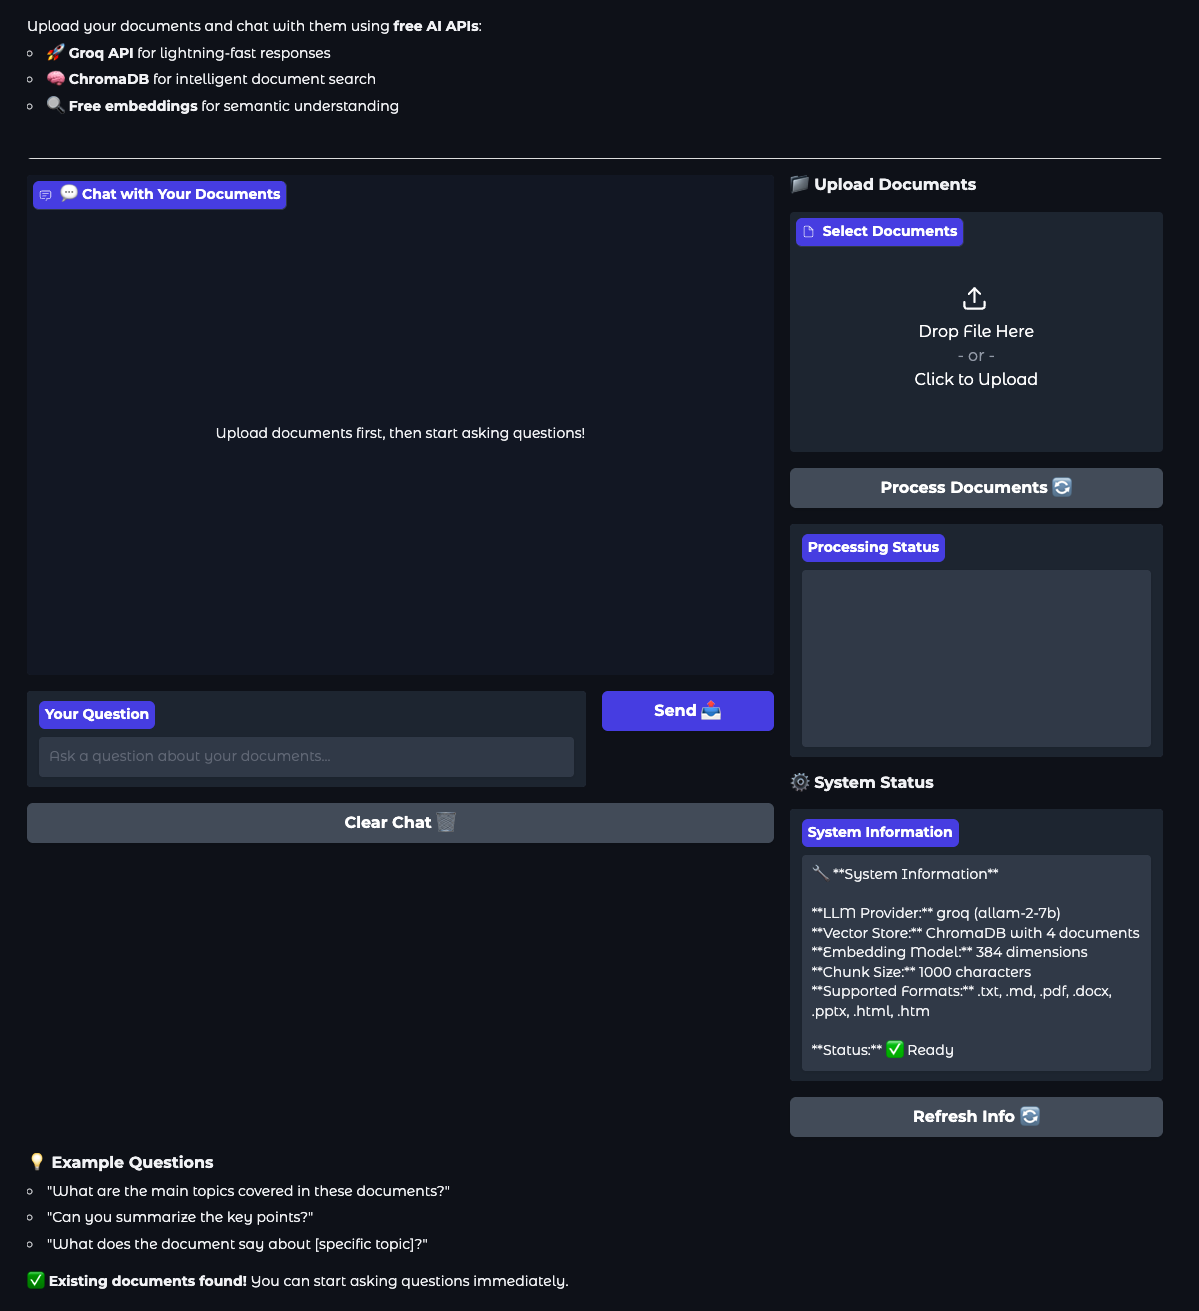 Upload your documents and chat with them using free AI APIs:
🚀 Groq API for lightning-fast responses
🧠 ChromaDB for intelligent document search
🔍 Free embeddings for semantic understanding
💬 Chat with Your Documents
Upload documents first, then start asking questions!
Your Question
Ask a question about your documents...
Send 📤
Clear Chat 🗑️
📁 Upload Documents
Select Documents
Drop File Here
- or -
Click to Upload
Process Documents 🔄
Processing Status
⚙️ System Status
System Information
🔧 **System Information**
**LLM Provider:** groq (allam-2-7b)
**Vector Store:** ChromaDB with 4 documents
**Embedding Model:** 384 dimensions
**Chunk Size:** 1000 characters
**Supported Formats:** .txt, .md, .pdf, .docx,
.pptx, .html, .htm
**Status:** ✅ Ready
Refresh Info 🔄
💡 Example Questions
"What are the main topics covered in these documents?"
"Can you summarize the key points?"
"What does the document say about [specific topic]?"
✅ Existing documents found! You can start asking questions immediately.